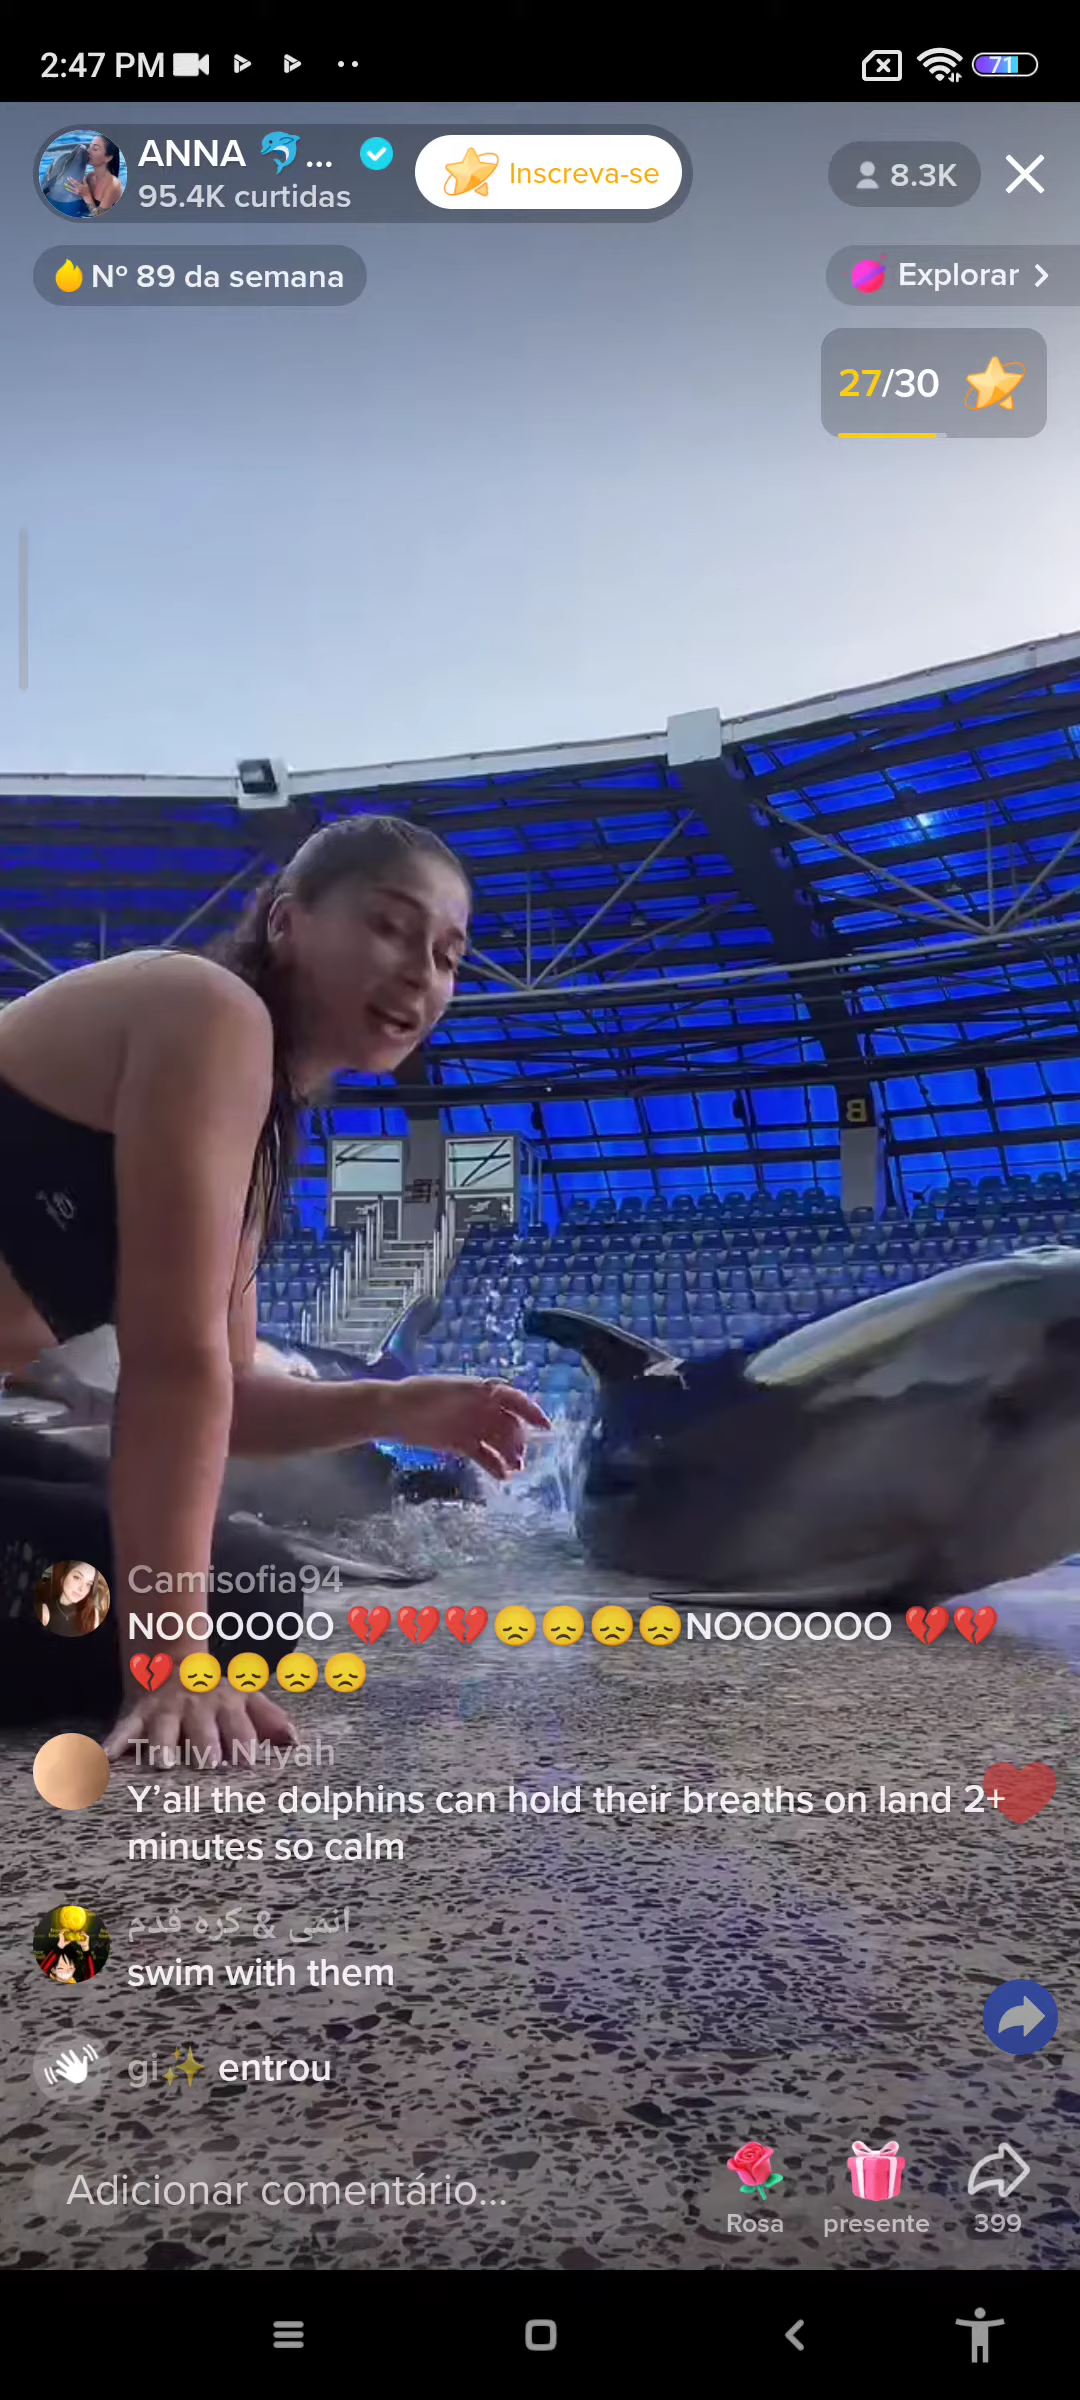 2:47 PM
71
ANNA 🐬...
95.4K curtidas
Inscreva-se
8.3K
Nº 89 da semana
Explorar
27/30
B
Camisofia94
NOOOOOO 💔💔💔😞😞😞😞NOOOOOO 💔💔
💔😞😞😞😞
Truly,.N1yah
Y’all the dolphins can hold their breaths on land 2+
minutes so calm
انمی & کره قدم
swim with them
gi✨ entrou
Adicionar comentário...
Rosa
presente
399